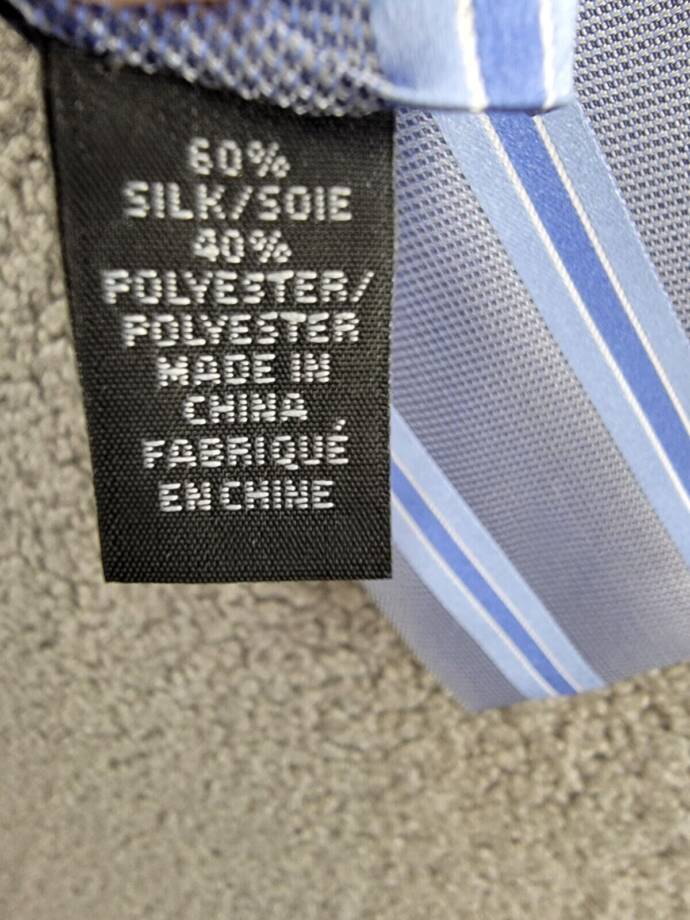 60%
SILK/SOIE
40%
POLYESTER/
POLYESTER
MADE IN
CHINA
FABRIQUÉ
EN CHINE